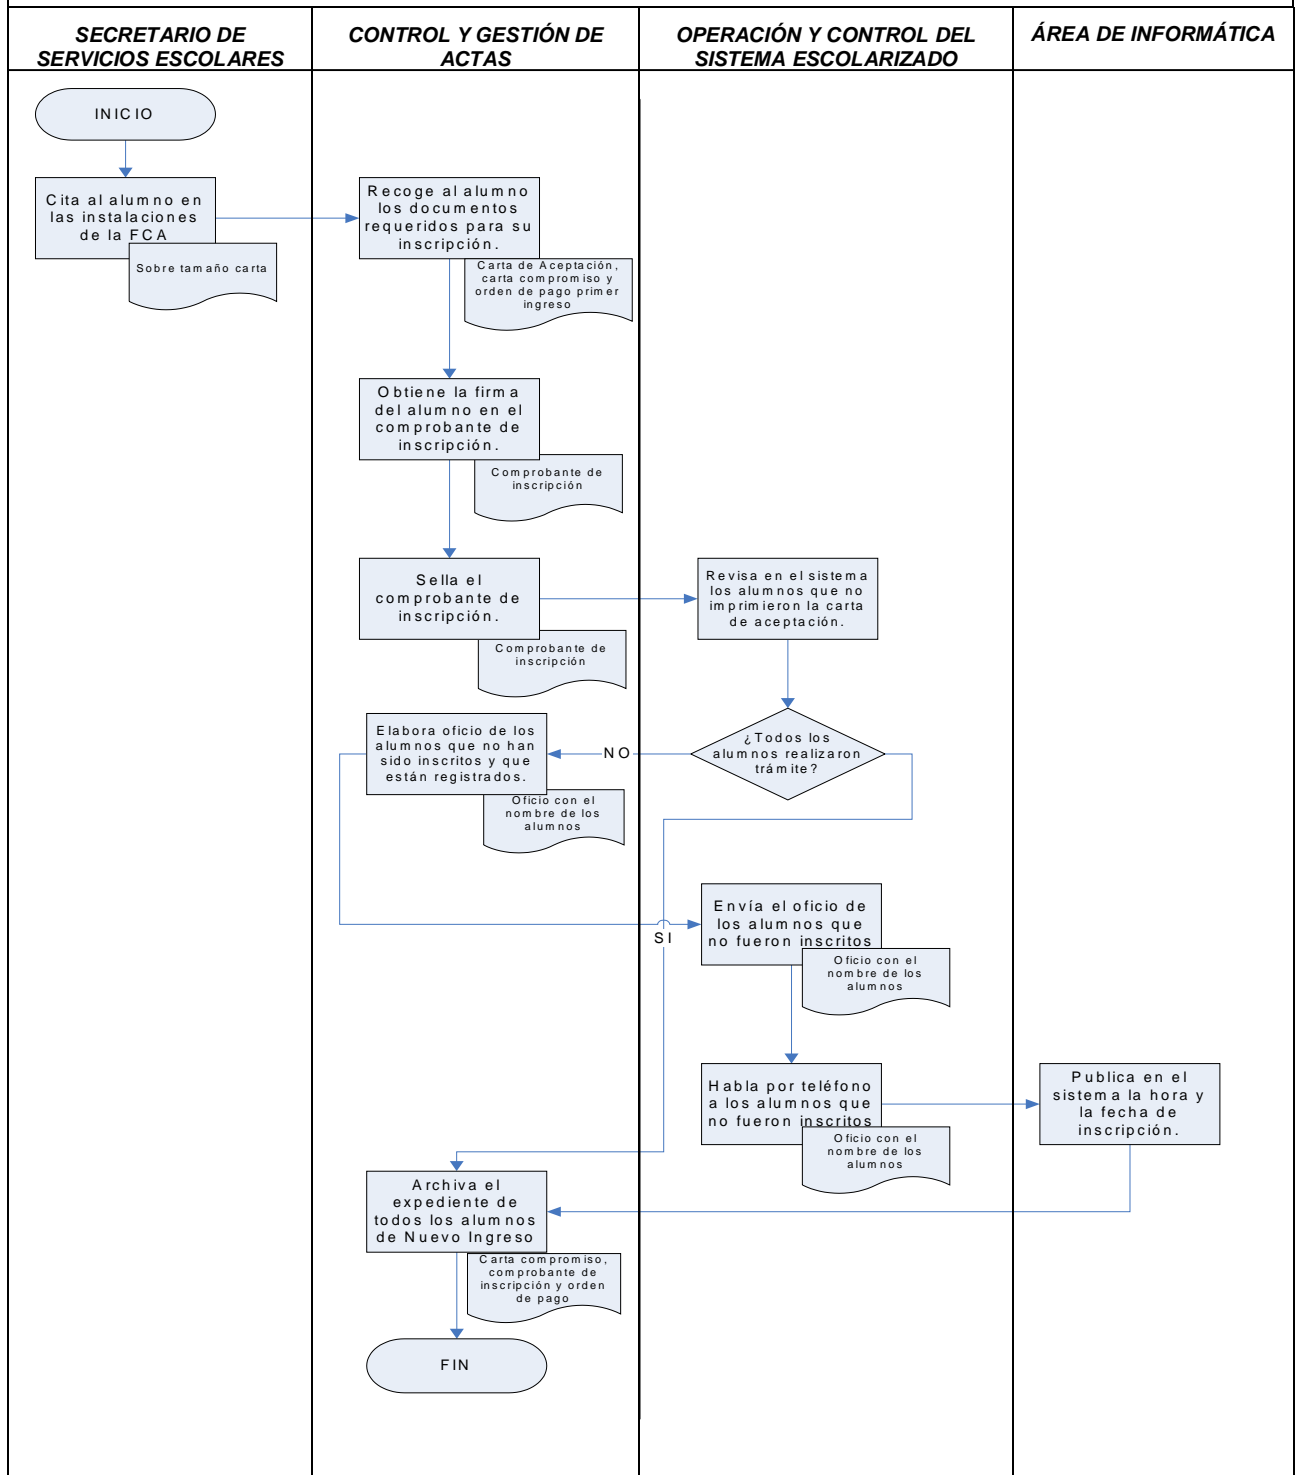 SECRETARIO DE
SERVICIOS ESCOLARES
CONTROL Y GESTIÓN DE
ACTAS
OPERACIÓN Y CONTROL DEL
SISTEMA ESCOLARIZADO
ÁREA DE INFORMÁTICA
INICIO
Cita al alumno en
las instalaciones
de la FCA
Sobre tamaño carta
Recoge al alumno
los documentos
requeridos para su
inscripción.
Carta de Aceptación,
carta compromiso y
orden de pago primer
ingreso
Obtiene la firma
del alumno en el
comprobante de
inscripción.
Comprobante de
inscripción
Sella el
comprobante de
inscripción.
Comprobante de
inscripción
Revisa en el sistema
los alumnos que no
imprimieron la carta
de aceptación.
¿Todos los
alumnos realizaron
trámite?
NO
Elabora oficio de los
alumnos que no han
sido inscritos y que
están registrados.
Oficio con el
nombre de los
alumnos
SI
Envía el oficio de
los alumnos que
no fueron inscritos
Oficio con el
nombre de los
alumnos
Habla por teléfono
a los alumnos que
no fueron inscritos
Oficio con el
nombre de los
alumnos
Publica en el
sistema la hora y
la fecha de
inscripción.
Archiva el
expediente de
todos los alumnos
de Nuevo Ingreso
Carta compromiso,
comprobante de
inscripción y orden
de pago
FIN